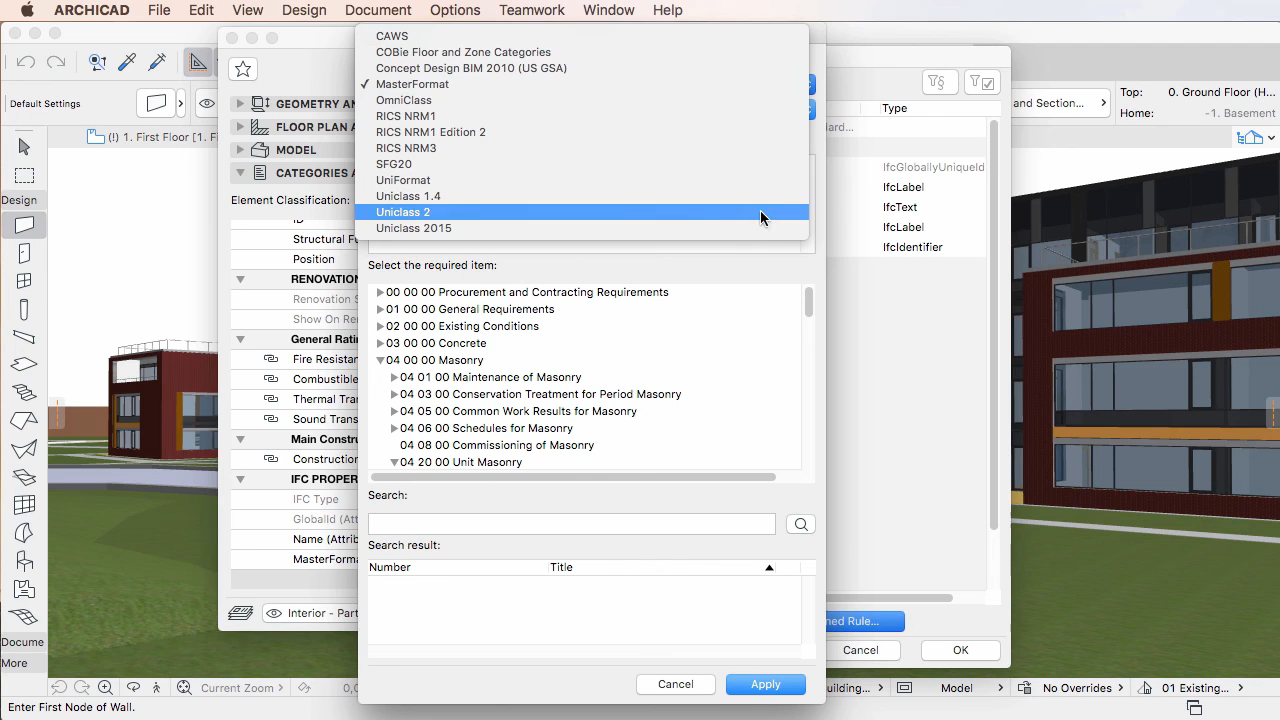 ARCHICAD File Edit View Design Document Options Teamwork Window Help
CAWS
COBie Floor and Zone Categories
Concept Design BIM 2010 (US GSA)
✓ MasterFormat
OmniClass
RICS NRM1
RICS NRM1 Edition 2
RICS NRM3
SFG20
UniFormat
Uniclass 1.4
Uniclass 2
Uniclass 2015
Default Settings
GEOMETRY AN
FLOOR PLAN A
MODEL
CATEGORIES A
Element Classification:
ID
Structural Fu
Position
RENOVATION
Renovation S
Show On Re
General Ratin
Fire Resistan
Combustible
Thermal Tran
Sound Trans
Main Constru
Construction
IFC PROPER
IFC Type
GlobalId (Att
Name (Attrib
MasterForma
Interior - Part
(!) 1. First Floor [1. F
Design
Docume
More
Select the required item:
00 00 00 Procurement and Contracting Requirements
01 00 00 General Requirements
02 00 00 Existing Conditions
03 00 00 Concrete
04 00 00 Masonry
04 01 00 Maintenance of Masonry
04 03 00 Conservation Treatment for Period Masonry
04 05 00 Common Work Results for Masonry
04 06 00 Schedules for Masonry
04 08 00 Commissioning of Masonry
04 20 00 Unit Masonry
Search:
Search result:
Number Title
Cancel Apply
Type
dard...
IfcGloballyUniqueId
IfcLabel
IfcText
IfcLabel
IfcIdentifier
ned Rule...
Cancel OK
and Section...
Top: 0. Ground Floor (H...
Home: -1. Basement
Current Zoom
0,0
uilding...
Model
No Overrides
01 Existing...
Enter First Node of Wall.